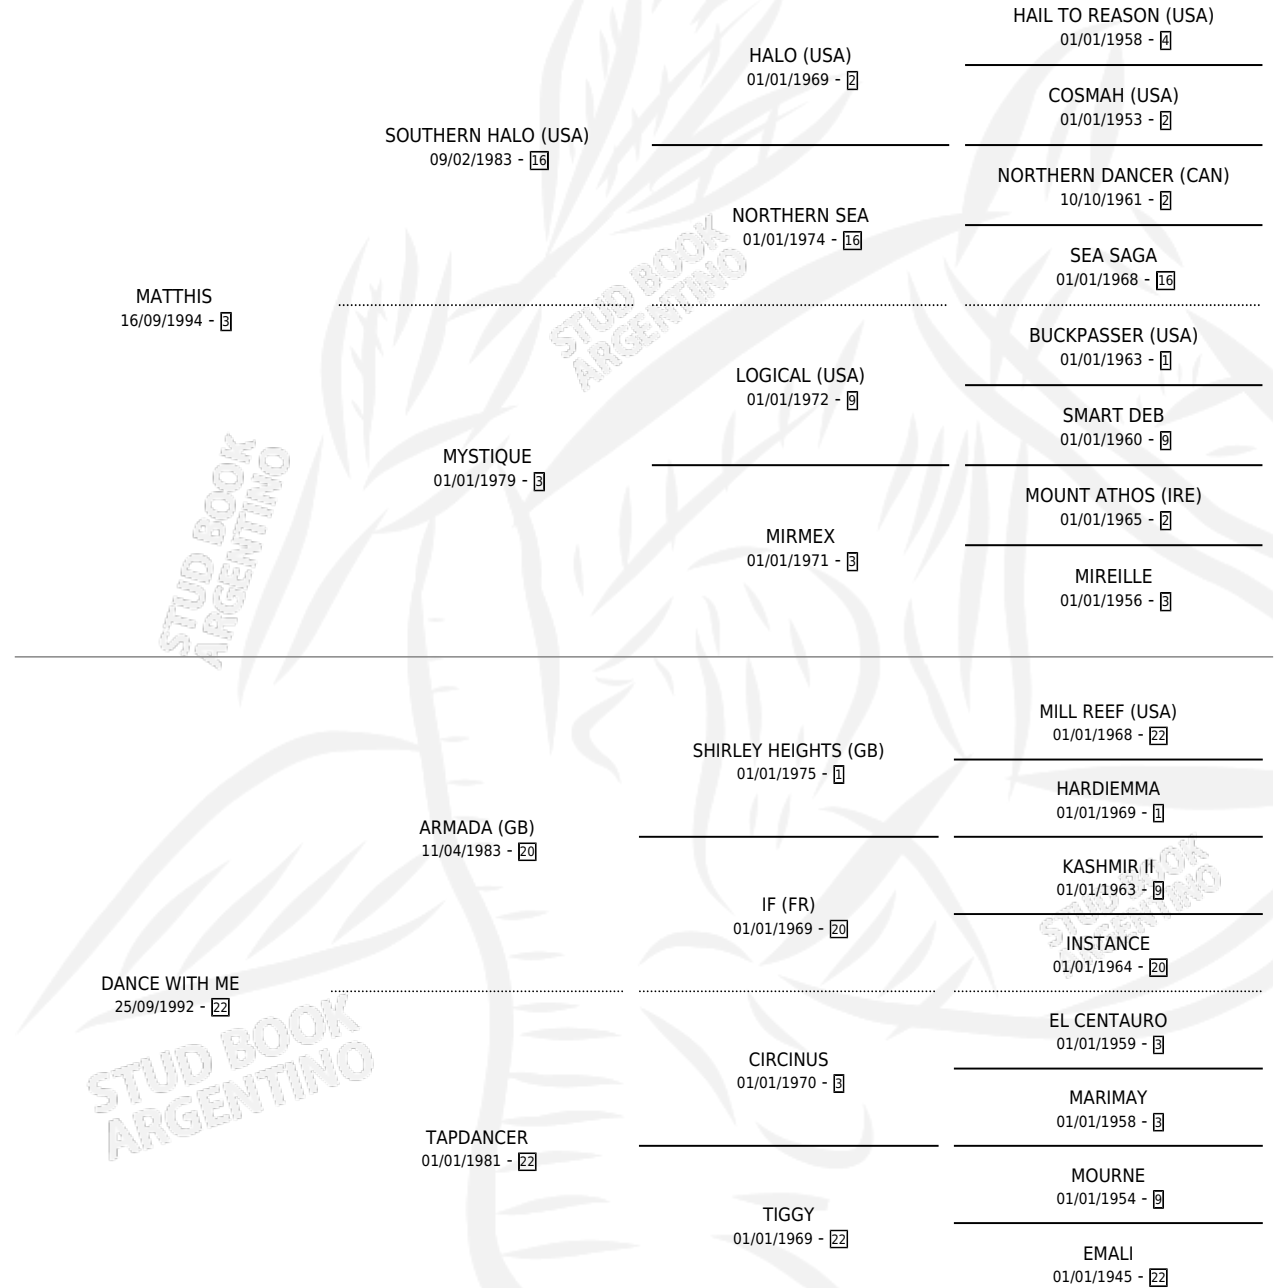 HAIL TO REASON (USA)
01/01/1958 - 4
HALO (USA)
01/01/1969 - 2
COSMAH (USA)
01/01/1953 - 2
SOUTHERN HALO (USA)
09/02/1983 - 16
NORTHERN DANCER (CAN)
10/10/1961 - 2
NORTHERN SEA
01/01/1974 - 16
SEA SAGA
01/01/1968 - 16
MATTHIS
16/09/1994 - 3
STUD BOOK
ARGENTINO
BUCKPASSER (USA)
01/01/1963 - 1
LOGICAL (USA)
01/01/1972 - 9
SMART DEB
01/01/1960 - 9
MYSTIQUE
01/01/1979 - 3
MOUNT ATHOS (IRE)
01/01/1965 - 2
MIRMEX
01/01/1971 - 3
MIREILLE
01/01/1956 - 3
STUD BOOK
ARGENTINO
MILL REEF (USA)
01/01/1968 - 22
SHIRLEY HEIGHTS (GB)
01/01/1975 - 1
HARDIEMMA
01/01/1969 - 1
ARMADA (GB)
11/04/1983 - 20
KASHMIR II
01/01/1963 - 9
IF (FR)
01/01/1969 - 20
INSTANCE
01/01/1964 - 20
STUD BOOK
ARGENTINO
DANCE WITH ME
25/09/1992 - 22
EL CENTAURO
01/01/1959 - 3
CIRCINUS
01/01/1970 - 3
MARIMAY
01/01/1958 - 3
STUD BOOK
ARGENTINO
TAPDANCER
01/01/1981 - 22
MOURNE
01/01/1954 - 9
TIGGY
01/01/1969 - 22
EMALI
01/01/1945 - 22